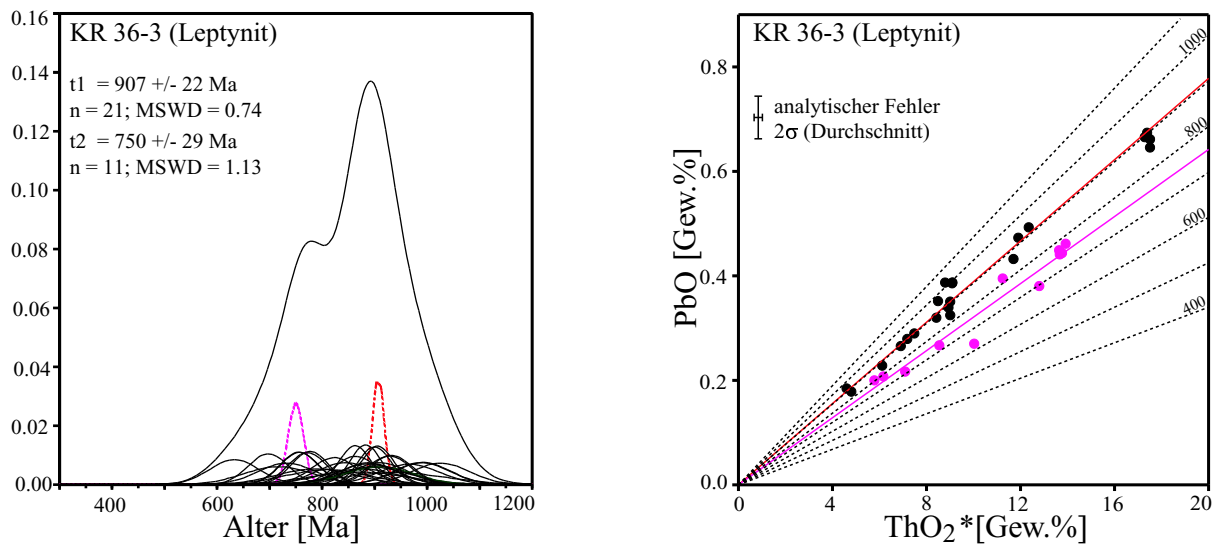 KR 36-3 (Leptynit)
t1 = 907 +/- 22 Ma
n = 21; MSWD = 0.74
t2 = 750 +/- 29 Ma
n = 11; MSWD = 1.13
0.16
0.14
0.12
0.10
0.08
0.06
0.04
0.02
0.00
400
600
800
1000
1200
Alter [Ma]
KR 36-3 (Leptynit)
analytischer Fehler
2σ (Durchschnitt)
1000
800
600
400
PbO [Gew.%]
0.8
0.6
0.4
0.2
0.0
0
4
8
12
16
20
ThO₂*[Gew.%]